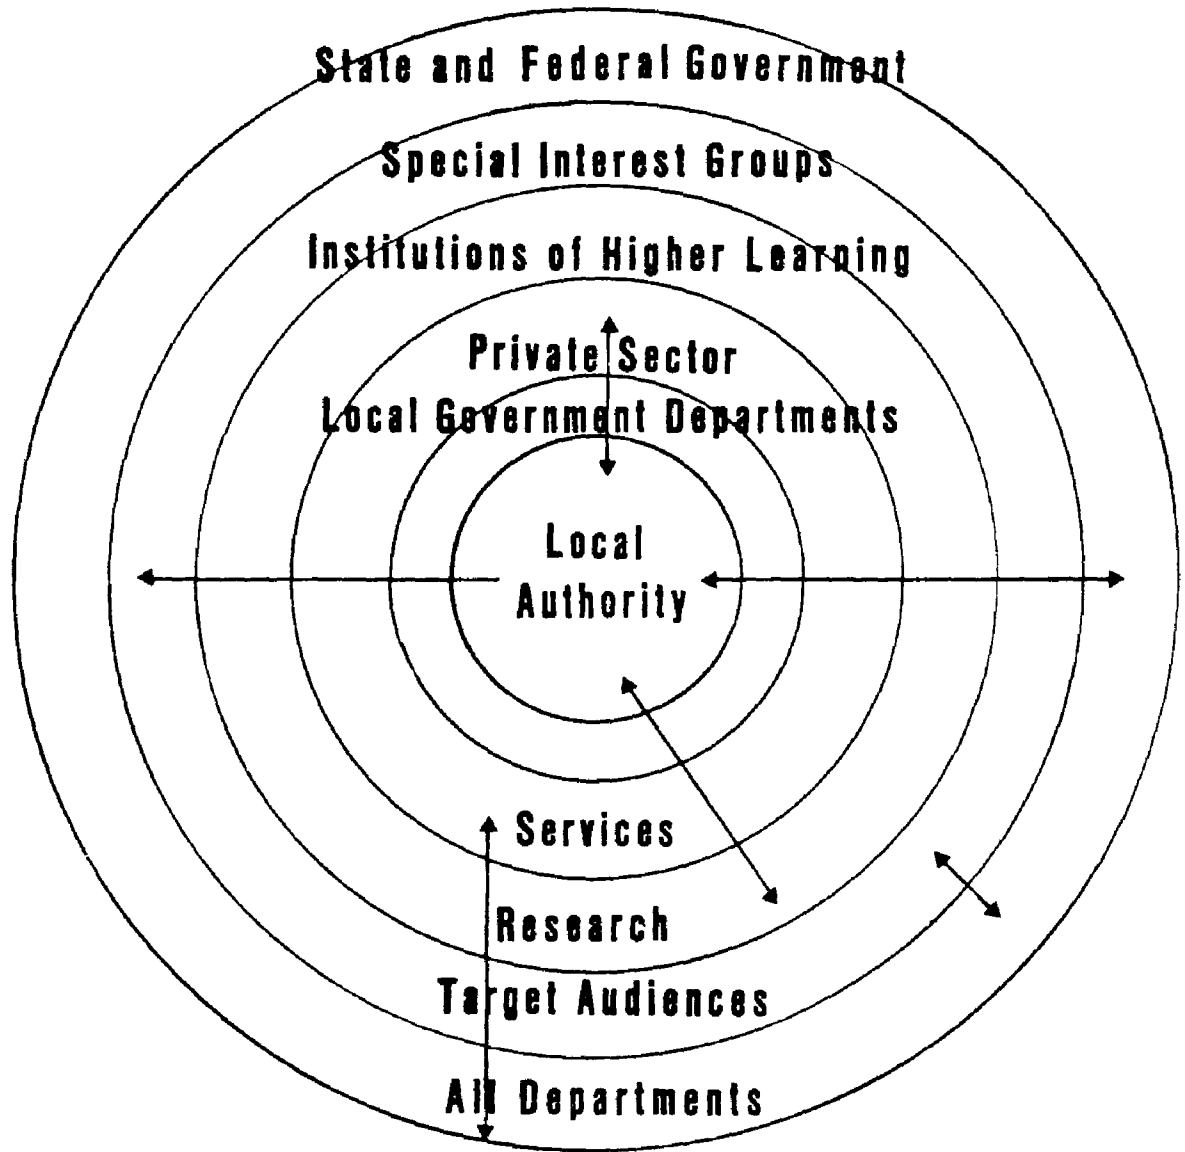 State and Federal Government
Special Interest Groups
Institutions of Higher Learning
Private Sector
Local Government Departments
Local
Authority
Services
Research
Target Audiences
All Departments